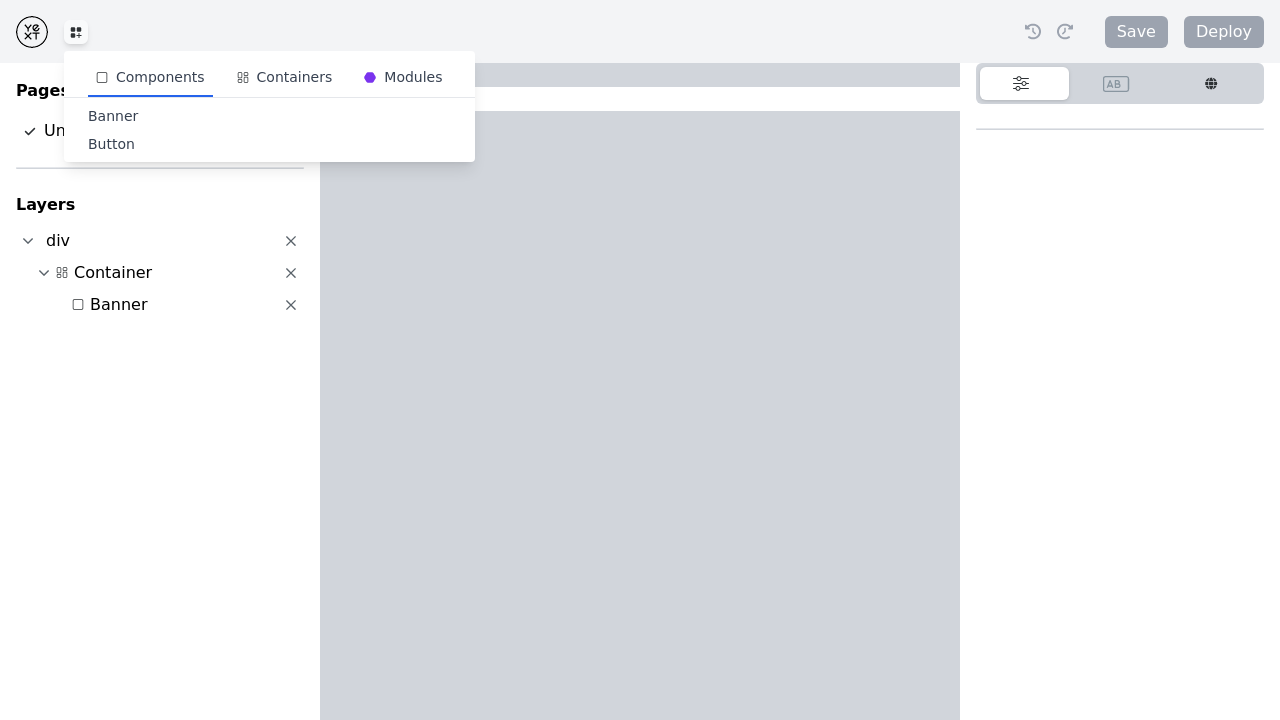 YEXT
Save
Deploy
Components
Containers
Modules
Banner
Button
Pages
Un
Layers
div
Container
Banner
AB